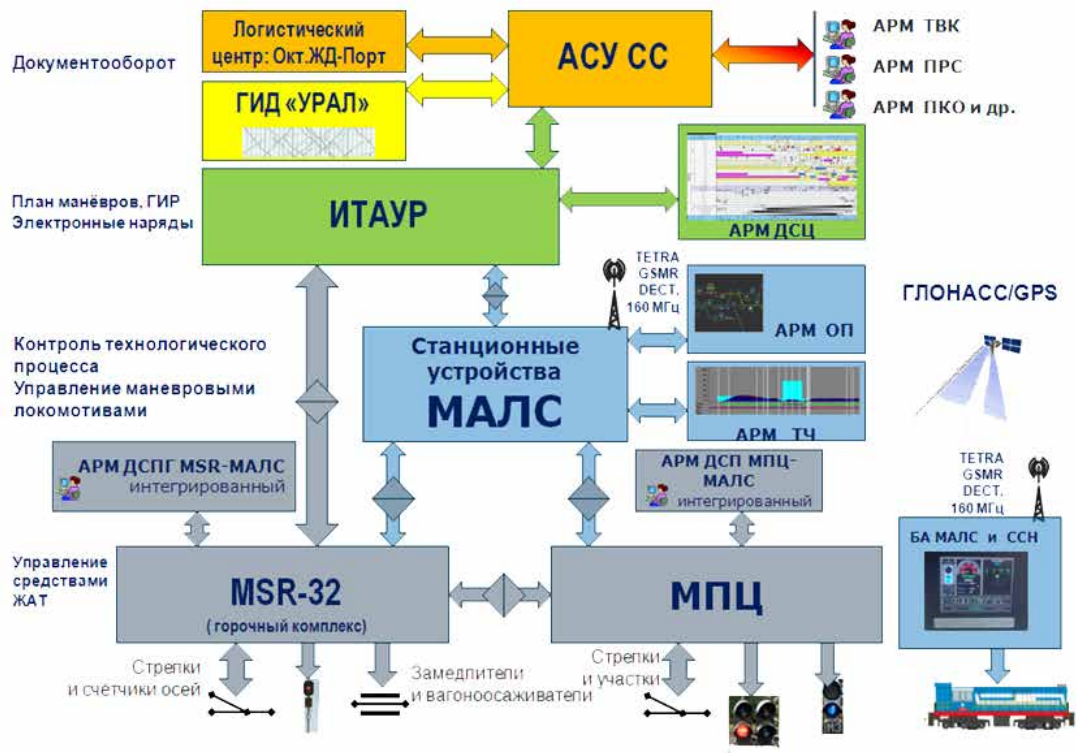 Документооборот
Логистический
центр: Окт.ЖД-Порт
АСУ СС
АРМ ТВК
АРМ ПРС
АРМ ПКО и др.
ГИД «УРАЛ»
План манёвров, ГИР
Электронные наряды
ИТАУР
АРМ ДСЦ
TETRA
GSMR
DECT,
160 МГц
АРМ ОП
ГЛОНАСС/GPS
Контроль технологического
процесса
Управление маневровыми
локомотивами
Станционные
устройства
МАЛС
АРМ ТЧ
АРМ ДСПГ MSR-МАЛС
интегрированный
АРМ ДСП МПЦ-
МАЛС
интегрированный
TETRA
GSMR
DECT,
160 МГц
БА МАЛС и ССН
Управление
средствами
ЖАТ
MSR-32
( горочный комплекс)
МПЦ
Стрелки
и счётчики осей
Замедлители
и вагоноосаживатели
Стрелки
и участки